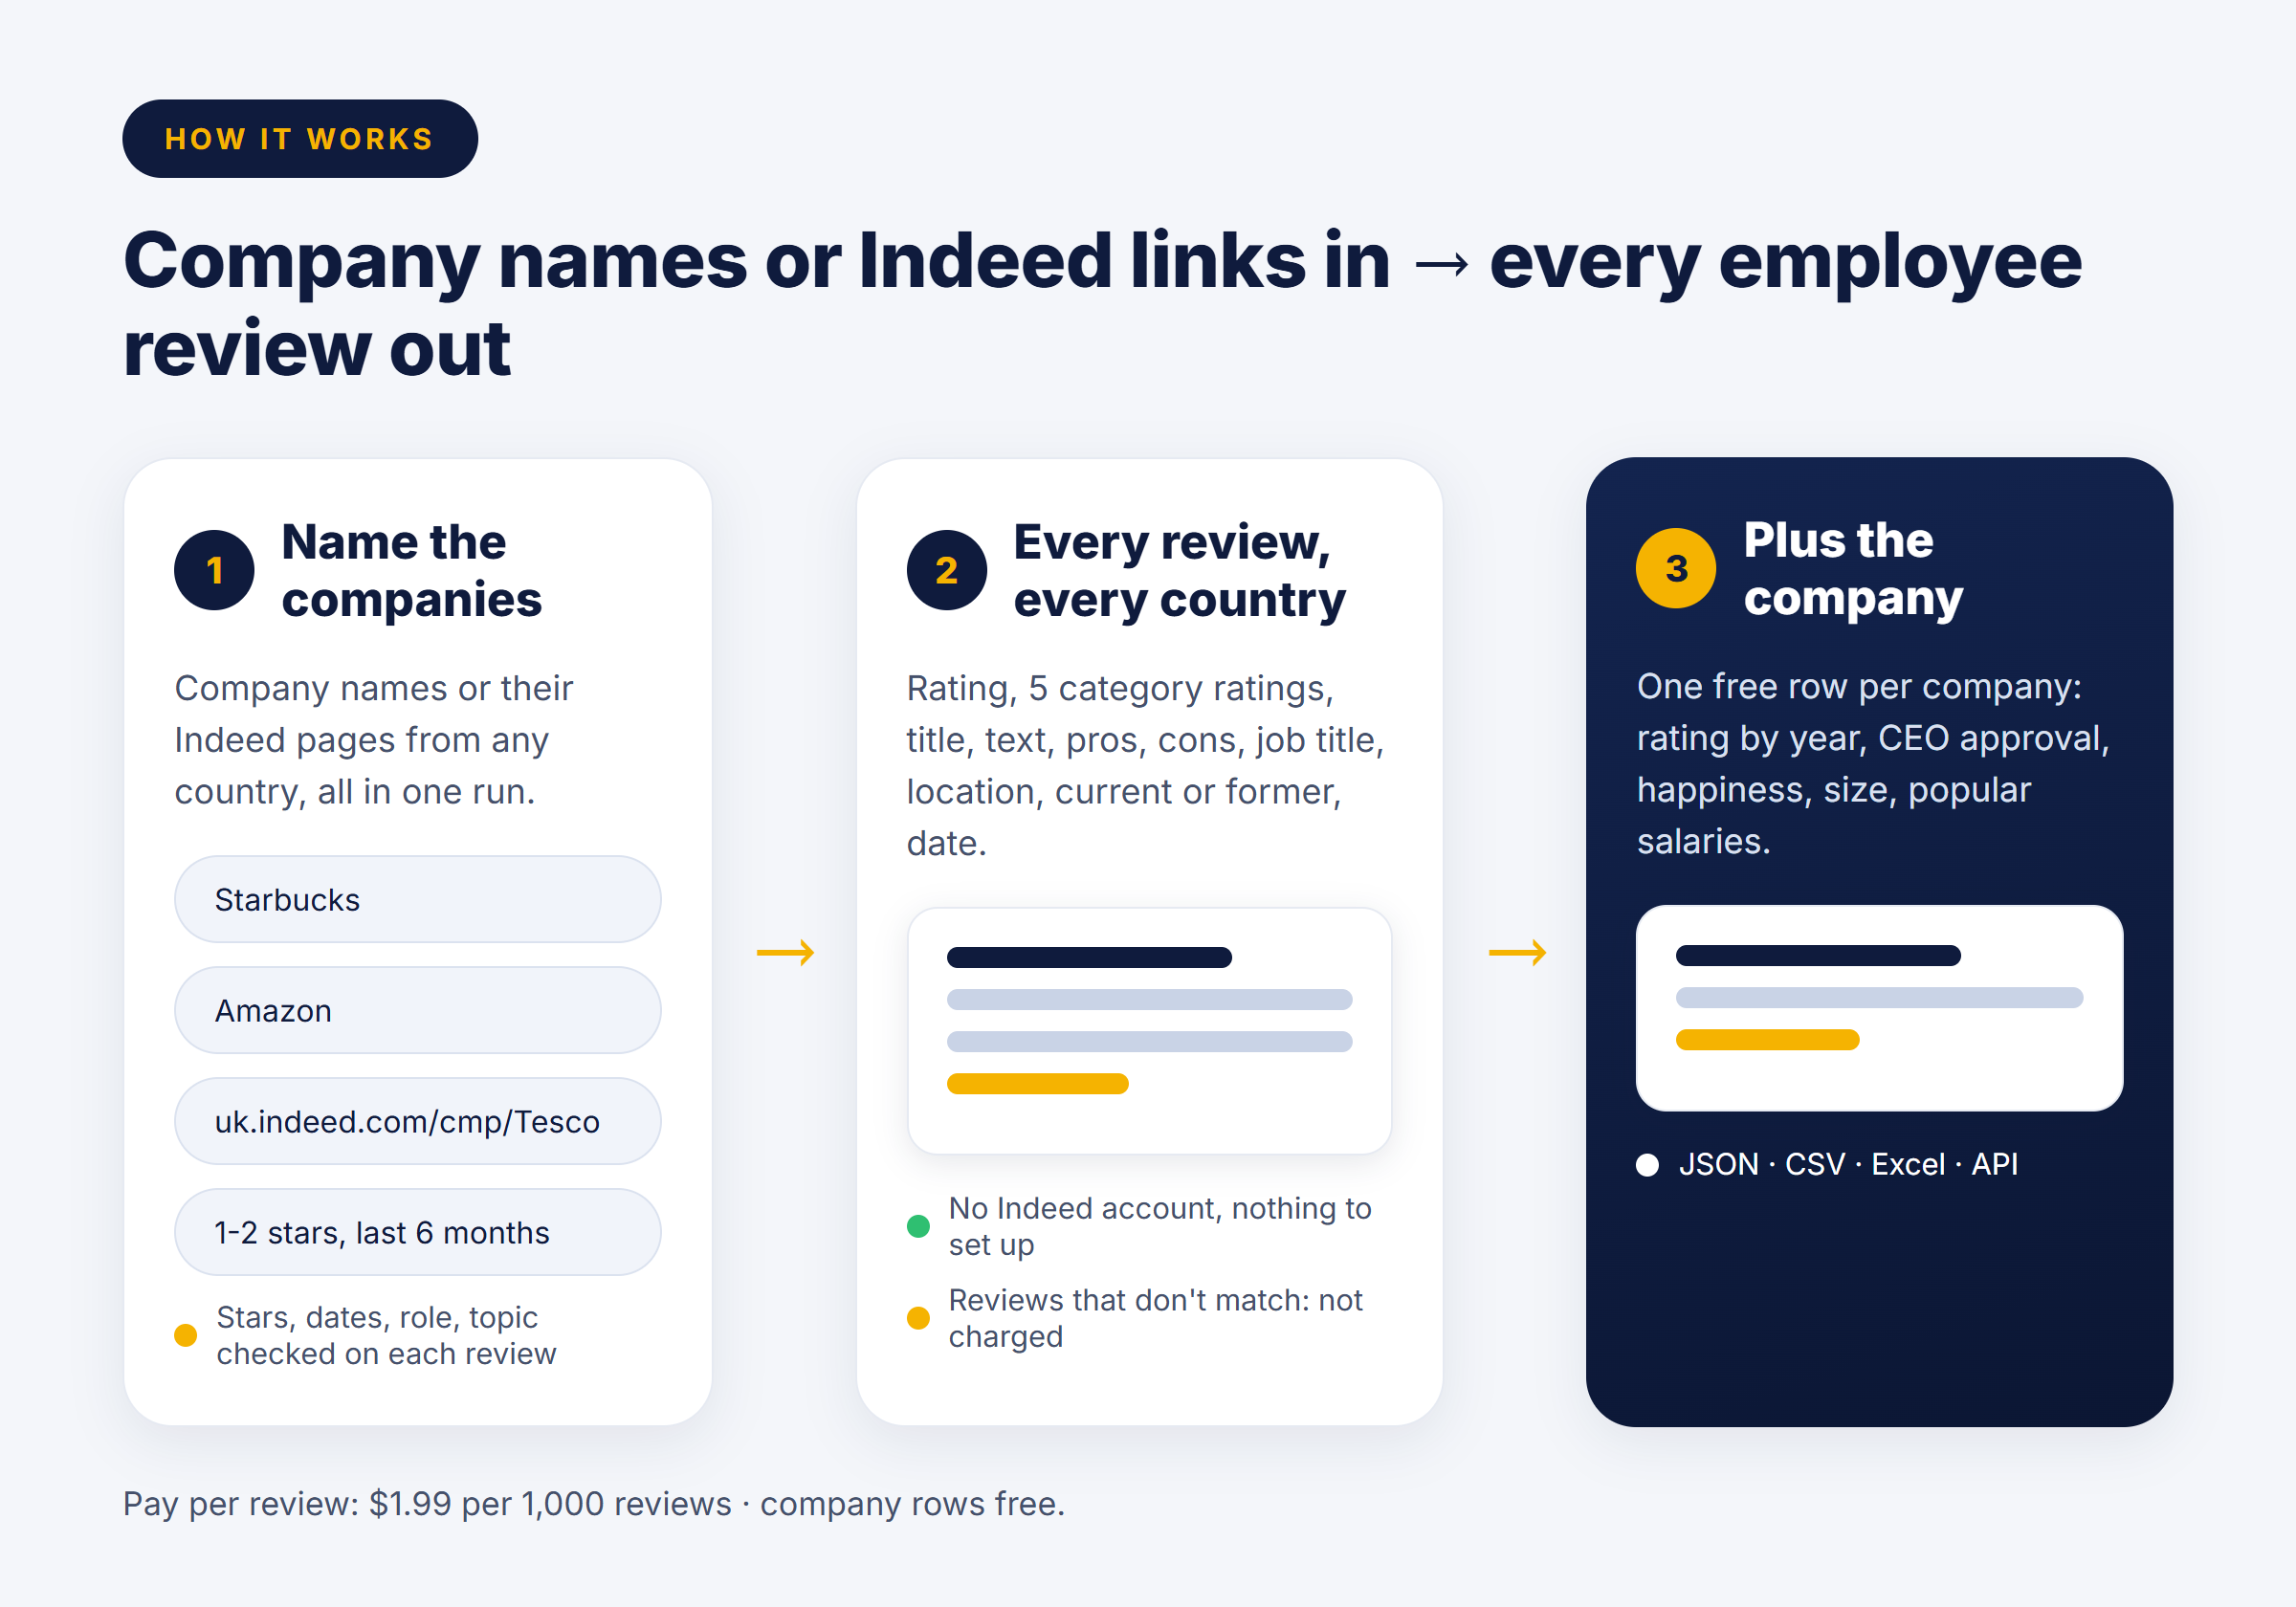 HOW IT WORKS
Company names or Indeed links in → every employee
review out
1
Name the
companies
Company names or their
Indeed pages from any
country, all in one run.
Starbucks
Amazon
uk.indeed.com/cmp/Tesco
1-2 stars, last 6 months
Stars, dates, role, topic
checked on each review
→
2
Every review,
every country
Rating, 5 category ratings,
title, text, pros, cons, job title,
location, current or former,
date.
No Indeed account, nothing to
set up
Reviews that don't match: not
charged
→
3
Plus the
company
One free row per company:
rating by year, CEO approval,
happiness, size, popular
salaries.
JSON · CSV · Excel · API
Pay per review: $1.99 per 1,000 reviews · company rows free.